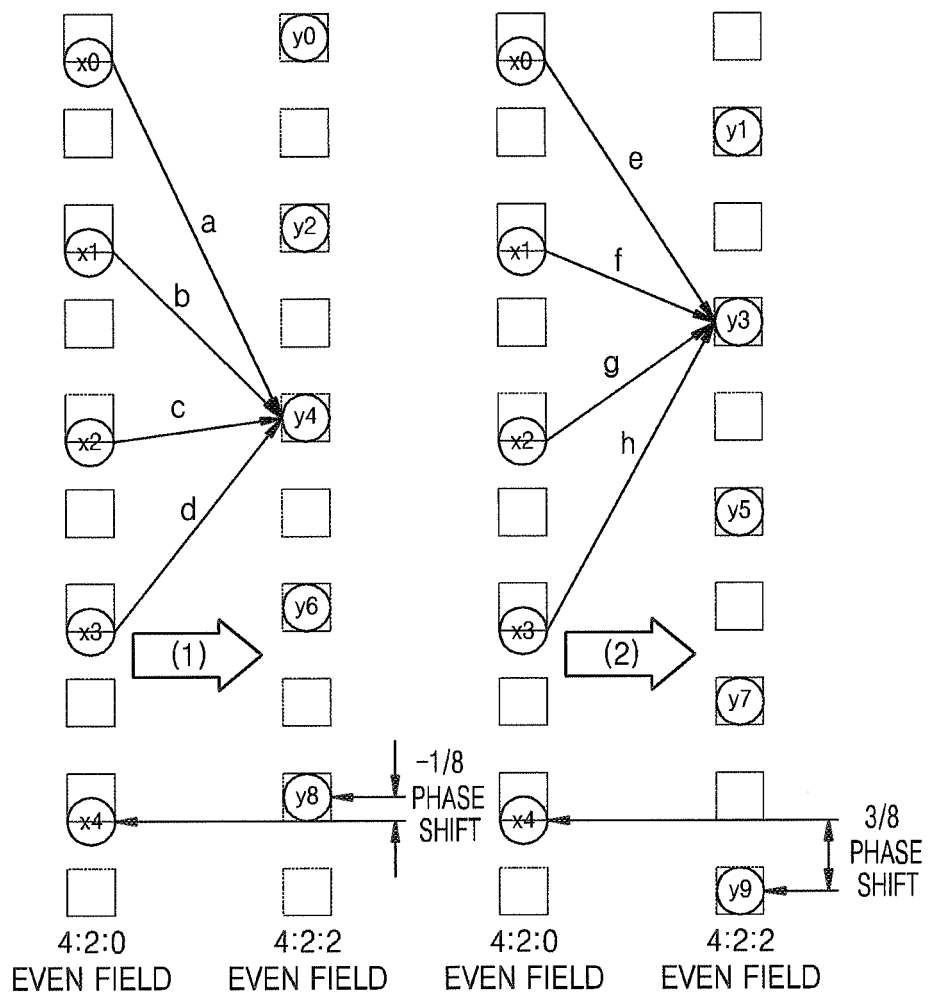 x0
y0
x0
y1
e
a
y2
x1
x1
f
b
y3
g
c
y4
x2
x2
h
d
y5
y6
x3
x3
(1)
(2)
y7
–1/8
PHASE
SHIFT
y8
x4
x4
3/8
PHASE
SHIFT
y9
4:2:0
EVEN FIELD
4:2:2
EVEN FIELD
4:2:0
EVEN FIELD
4:2:2
EVEN FIELD